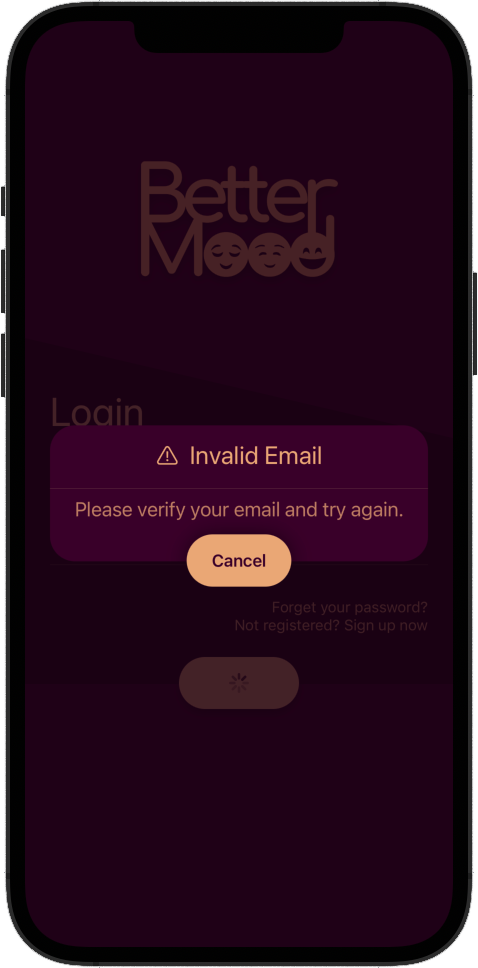 Better
Mood
Login
Invalid Email
Please verify your email and try again.
Cancel
Forget your password?
Not registered? Sign up now